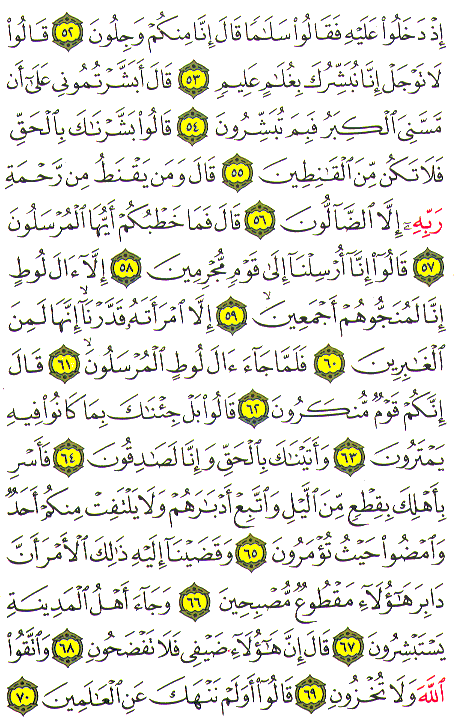 إِذْ دَخَلُوا۟ عَلَيْهِ فَقَالُوا۟ سَلَٰمًا قَالَ إِنَّا مِنكُمْ وَجِلُونَ ٥٢ قَالُوا۟
لَا تَوْجَلْ إِنَّا نُبَشِّرُكَ بِغُلَٰمٍ عَلِيمٍ ٥٣ قَالَ أَبَشَّرْتُمُونِى عَلَىٰٓ أَن
مَّسَّنِىَ ٱلْكِبَرُ فَبِمَ تُبَشِّرُونَ ٥٤ قَالُوا۟ بَشَّرْنَٰكَ بِٱلْحَقِّ
فَلَا تَكُن مِّنَ ٱلْقَٰنِطِينَ ٥٥ قَالَ وَمَن يَقْنَطُ مِن رَّحْمَةِ
رَبِّهِۦٓ إِلَّا ٱلضَّآلُّونَ ٥٦ قَالَ فَمَا خَطْبُكُمْ أَيُّهَا ٱلْمُرْسَلُونَ
٥٧ قَالُوٓا۟ إِنَّآ أُرْسِلْنَآ إِلَىٰ قَوْمٍ مُّجْرِمِينَ ٥٨ إِلَّآ ءَالَ لُوطٍ
إِنَّا لَمُنَجُّوهُمْ أَجْمَعِينَ ٥٩ إِلَّا ٱمْرَأَتَهُۥ قَدَّرْنَآ إِنَّهَا لَمِنَ
ٱلْغَٰبِرِينَ ٦٠ فَلَمَّا جَآءَ ءَالَ لُوطٍ ٱلْمُرْسَلُونَ ٦١ قَالَ
إِنَّكُمْ قَوْمٌ مُّنكَرُونَ ٦٢ قَالُوا۟ بَلْ جِئْنَٰكَ بِمَا كَانُوا۟ فِيهِ
يَمْتَرُونَ ٦٣ وَأَتَيْنَٰكَ بِٱلْحَقِّ وَإِنَّا لَصَٰدِقُونَ ٦٤ فَأَسْرِ
بِأَهْلِكَ بِقِطْعٍ مِّنَ ٱلَّيْلِ وَٱتَّبِعْ أَدْبَٰرَهُمْ وَلَا يَلْتَفِتْ مِنكُمْ أَحَدٌ
وَٱمْضُوا۟ حَيْثُ تُؤْمَرُونَ ٦٥ وَقَضَيْنَآ إِلَيْهِ ذَٰلِكَ ٱلْأَمْرَ أَنَّ
دَابِرَ هَٰٓؤُلَآءِ مَقْطُوعٌ مُّصْبِحِينَ ٦٦ وَجَآءَ أَهْلُ ٱلْمَدِينَةِ
يَسْتَبْشِرُونَ ٦٧ قَالَ إِنَّ هَٰٓؤُلَآءِ ضَيْفِى فَلَا تَفْضَحُونِ ٦٨ وَٱتَّقُوا۟
ٱللَّهَ وَلَا تُخْزُونِ ٦٩ قَالُوٓا۟ أَوَلَمْ نَنْهَكَ عَنِ ٱلْعَٰلَمِينَ ٧٠